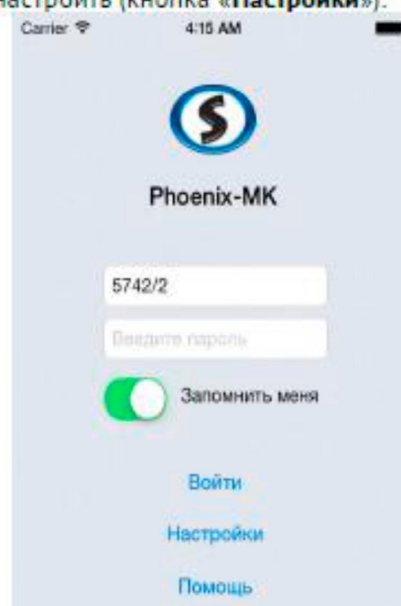 настроить (кнопка «Настройки»).
Carrier 4:15 AM
S
Phoenix-MK
5742/2
Введите пароль
Запомнить меня
Войти
Настройки
Помощь